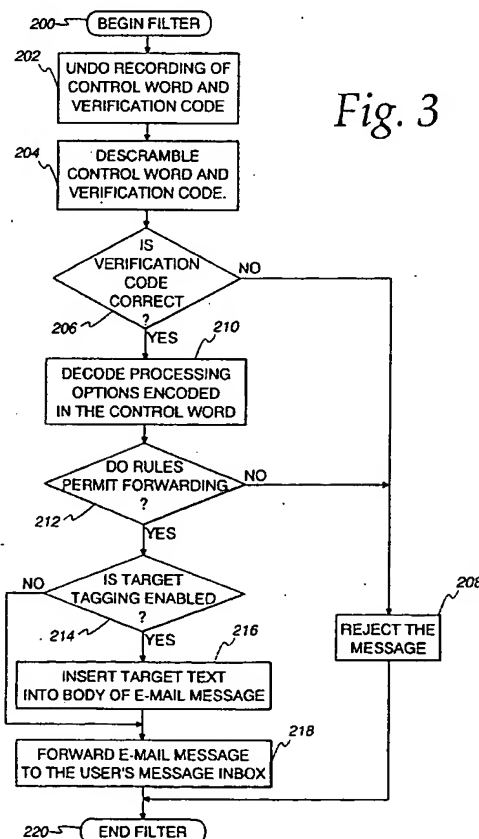 200
BEGIN FILTER
202
UNDO RECORDING OF
CONTROL WORD AND
VERIFICATION CODE
Fig. 3
204
DESCRAMBLE
CONTROL WORD AND
VERIFICATION CODE.
IS
VERIFICATION
CODE
CORRECT
?
206
NO
YES
210
DECODE PROCESSING
OPTIONS ENCODED
IN THE CONTROL WORD
DO RULES
PERMIT FORWARDING
?
212
NO
YES
NO
IS TARGET
TAGGING ENABLED
?
214
YES
216
208
REJECT THE
MESSAGE
INSERT TARGET TEXT
INTO BODY OF E-MAIL MESSAGE
218
FORWARD E-MAIL MESSAGE
TO THE USER'S MESSAGE INBOX
220
END FILTER